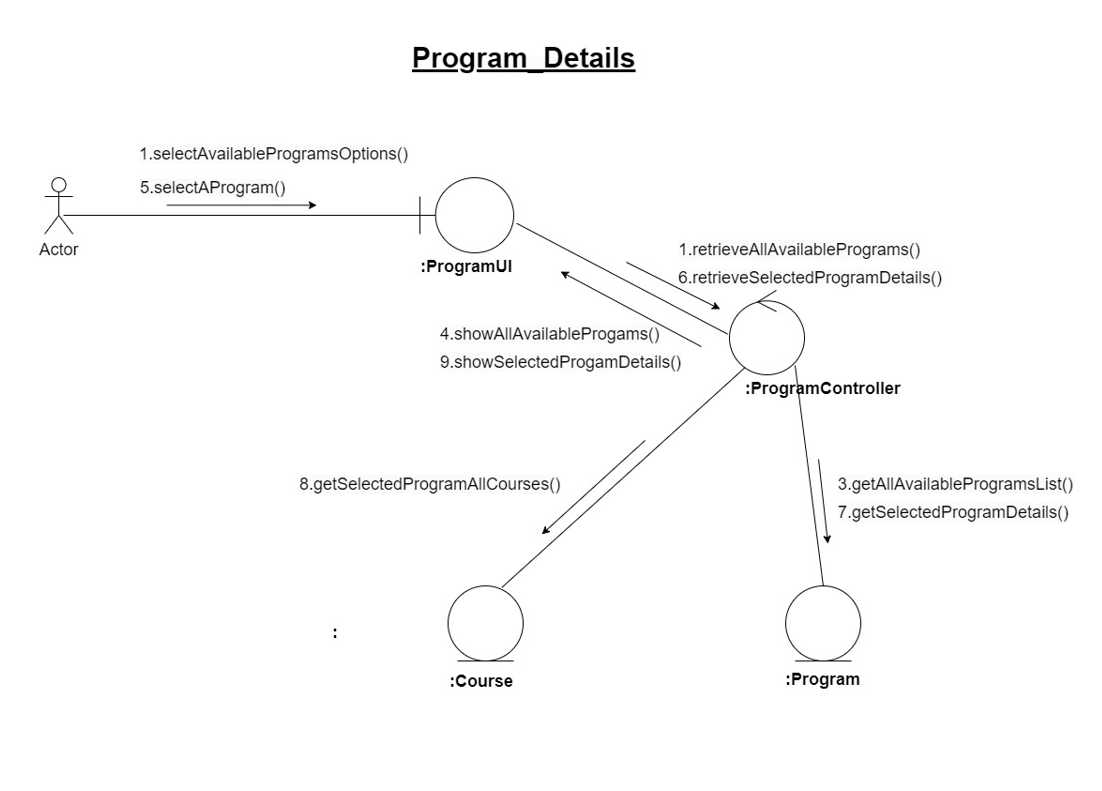 Program_Details
1.selectAvailableProgramsOptions()
5.selectAProgram()
Actor
:ProgramUI
1.retrieveAllAvailablePrograms()
6.retrieveSelectedProgramDetails()
4.showAllAvailableProgams()
9.showSelectedProgamDetails()
:ProgramController
8.getSelectedProgramAllCourses()
3.getAllAvailableProgramsList()
7.getSelectedProgramDetails()
:
:Course
:Program